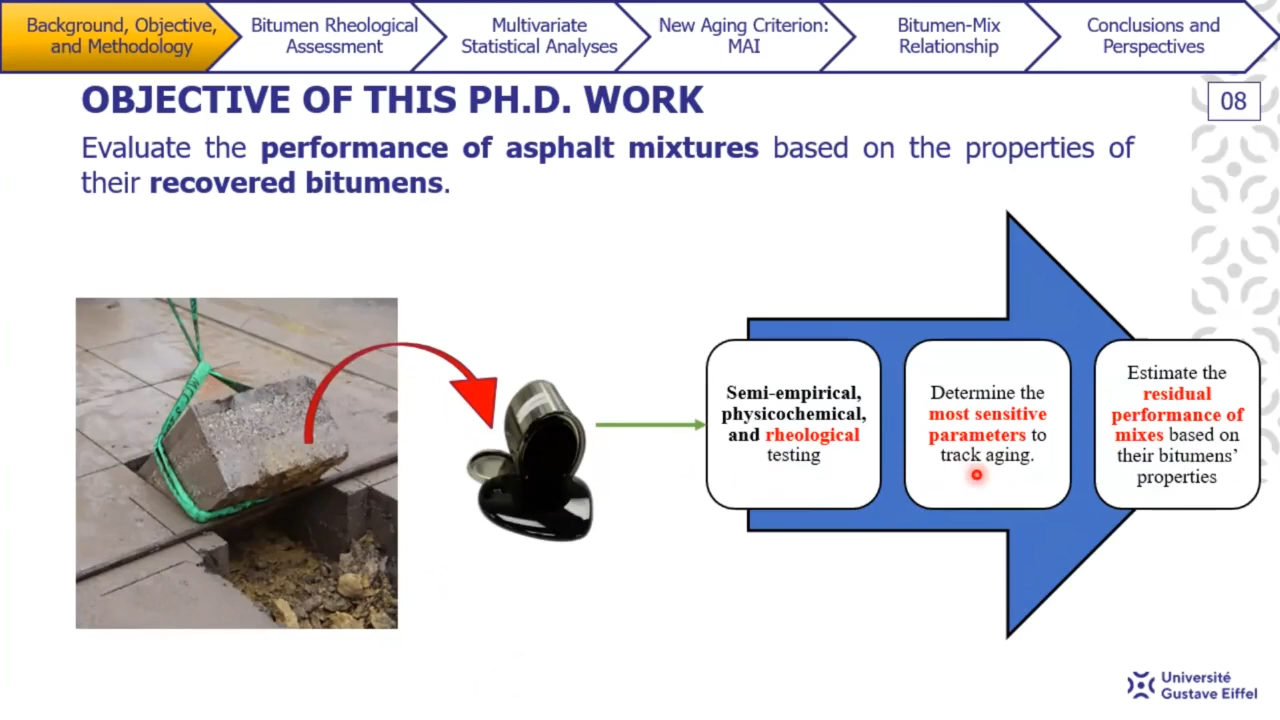 Background, Objective,
and Methodology
Bitumen Rheological
Assessment
Multivariate
Statistical Analyses
New Aging Criterion:
MAI
Bitumen-Mix
Relationship
Conclusions and
Perspectives
OBJECTIVE OF THIS PH.D. WORK
08
Evaluate the performance of asphalt mixtures based on the properties of
their recovered bitumens.
Semi-empirical,
physicochemical,
and rheological
testing
Determine the
most sensitive
parameters to
track aging.
Estimate the
residual
performance of
mixes based on
their bitumens’
properties
Université
Gustave Eiffel